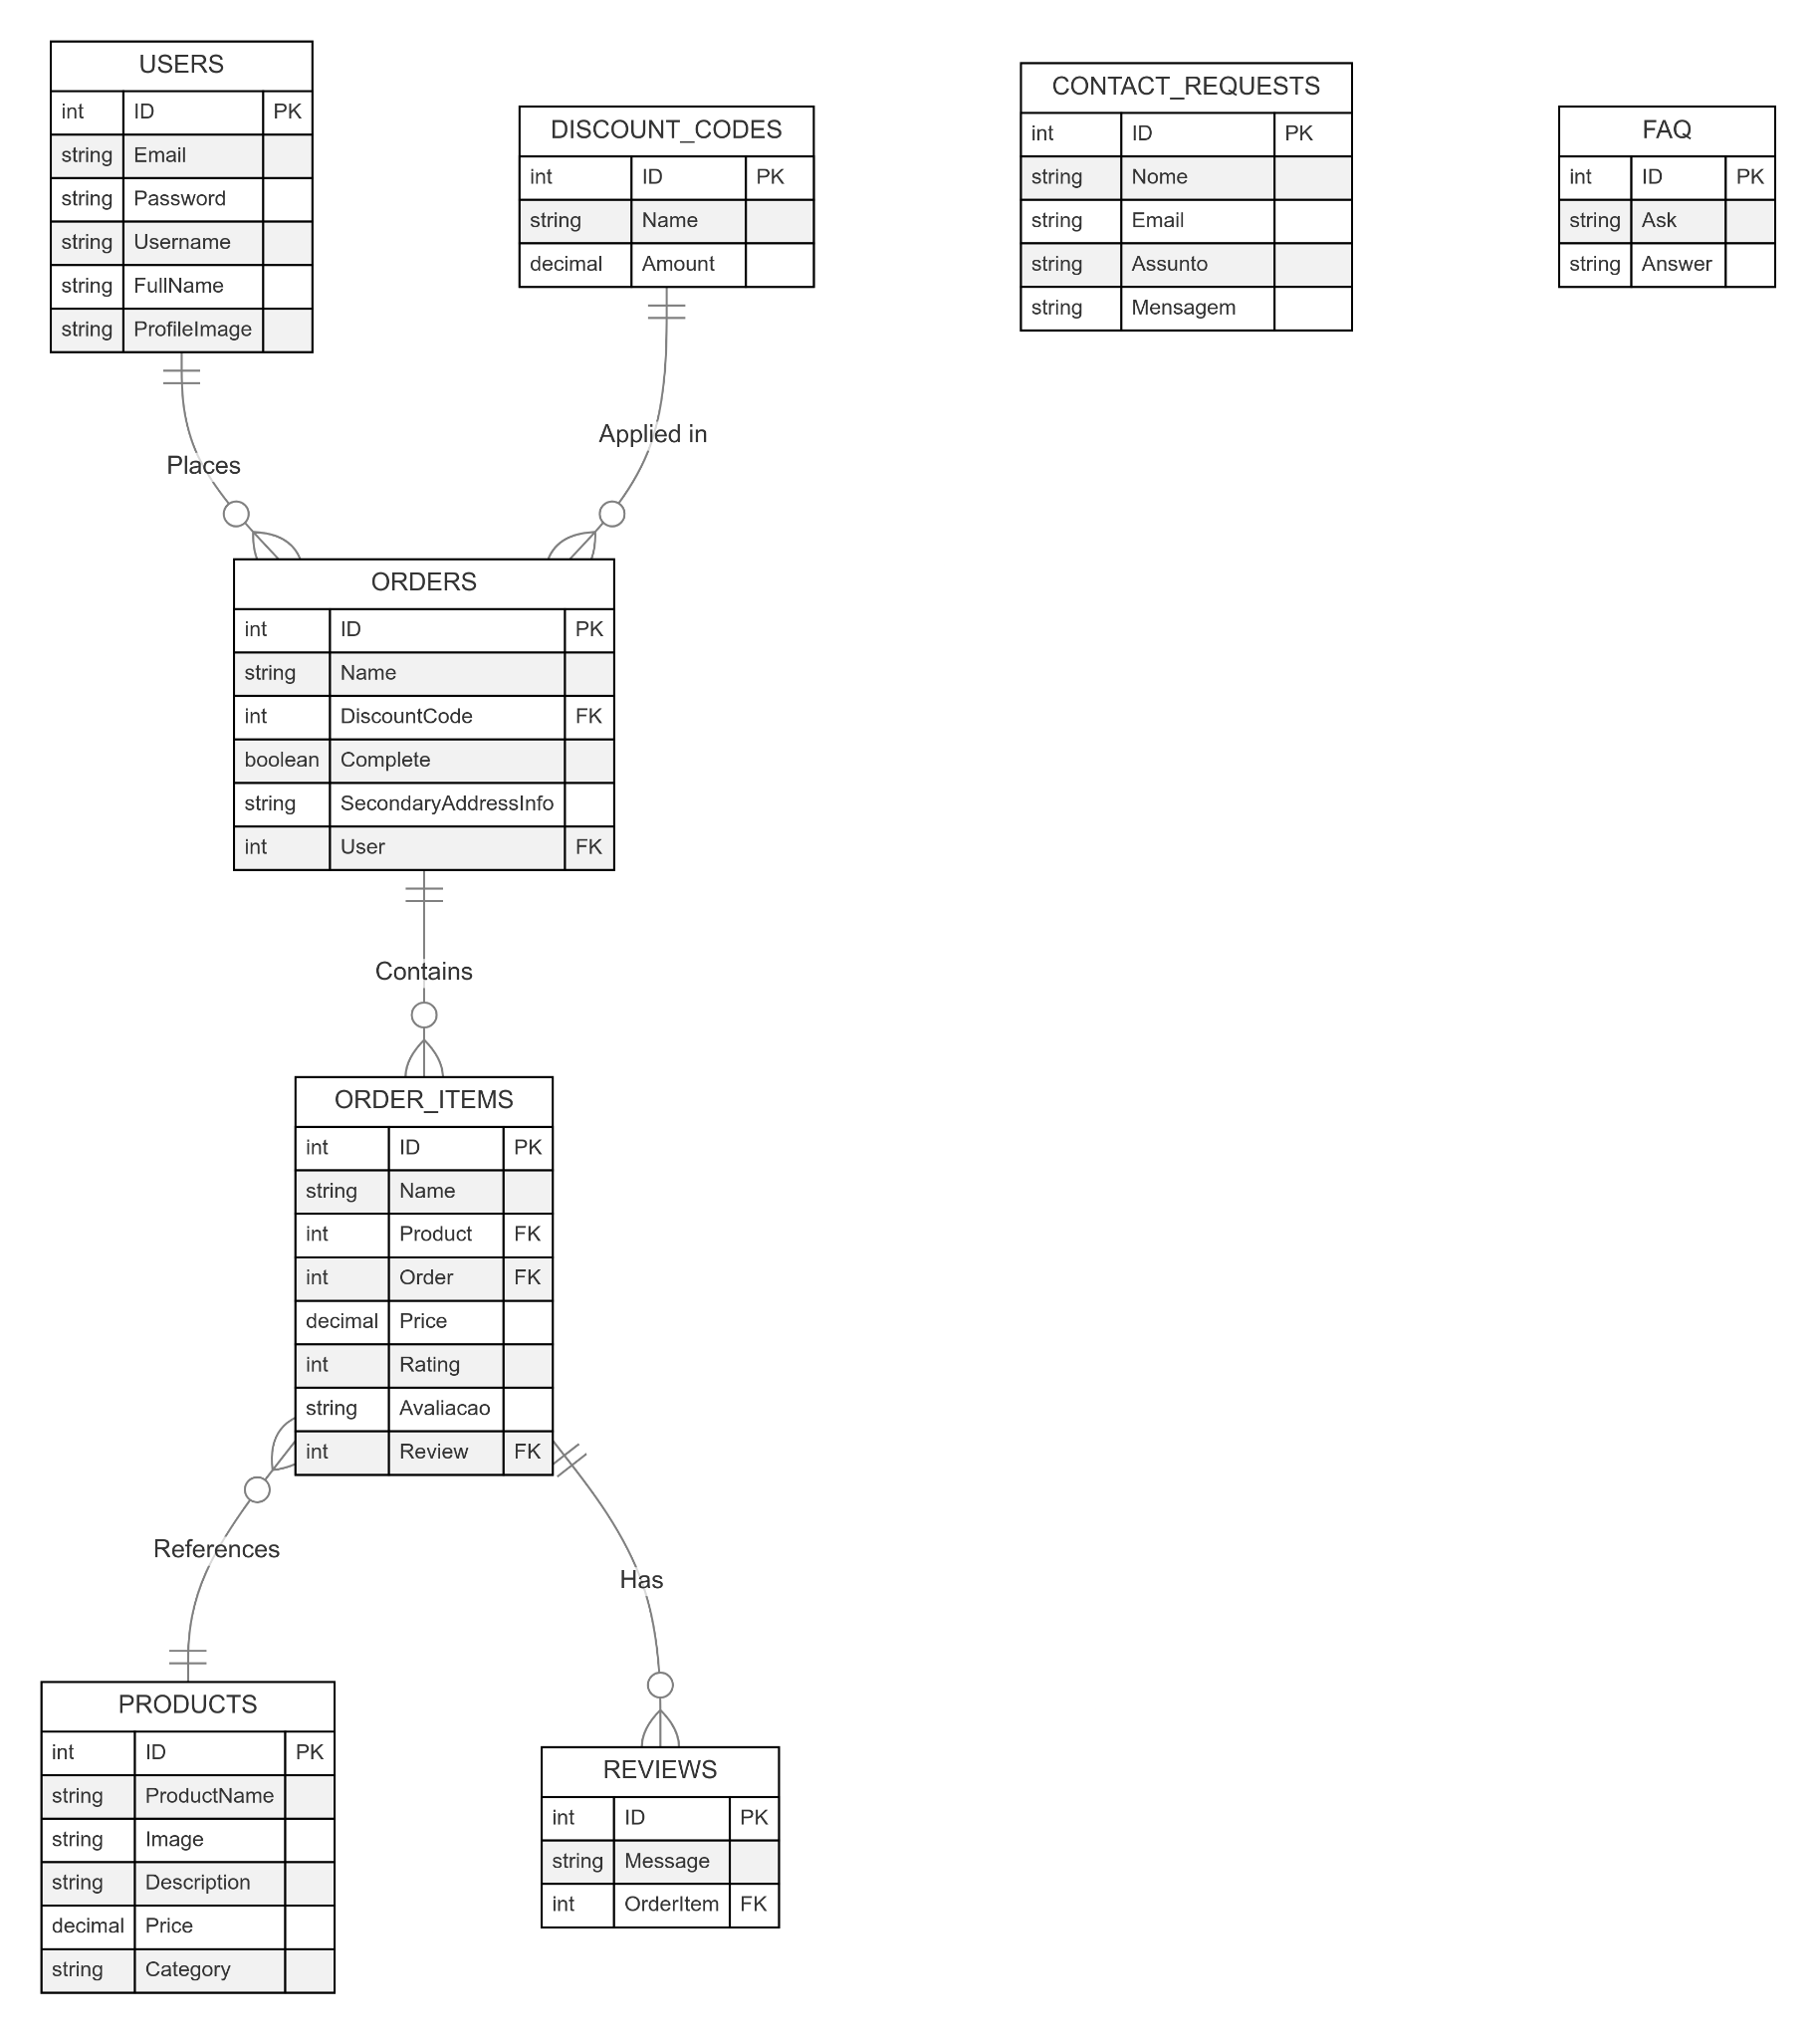 USERS
int ID PK
string Email
string Password
string Username
string FullName
string ProfileImage
DISCOUNT_CODES
int ID PK
string Name
decimal Amount
CONTACT_REQUESTS
int ID PK
string Nome
string Email
string Assunto
string Mensagem
FAQ
int ID PK
string Ask
string Answer
Places
Applied in
ORDERS
int ID PK
string Name
int DiscountCode FK
boolean Complete
string SecondaryAddressInfo
int User FK
Contains
ORDER_ITEMS
int ID PK
string Name
int Product FK
int Order FK
decimal Price
int Rating
string Avaliacao
int Review FK
References
Has
PRODUCTS
int ID PK
string ProductName
string Image
string Description
decimal Price
string Category
REVIEWS
int ID PK
string Message
int OrderItem FK